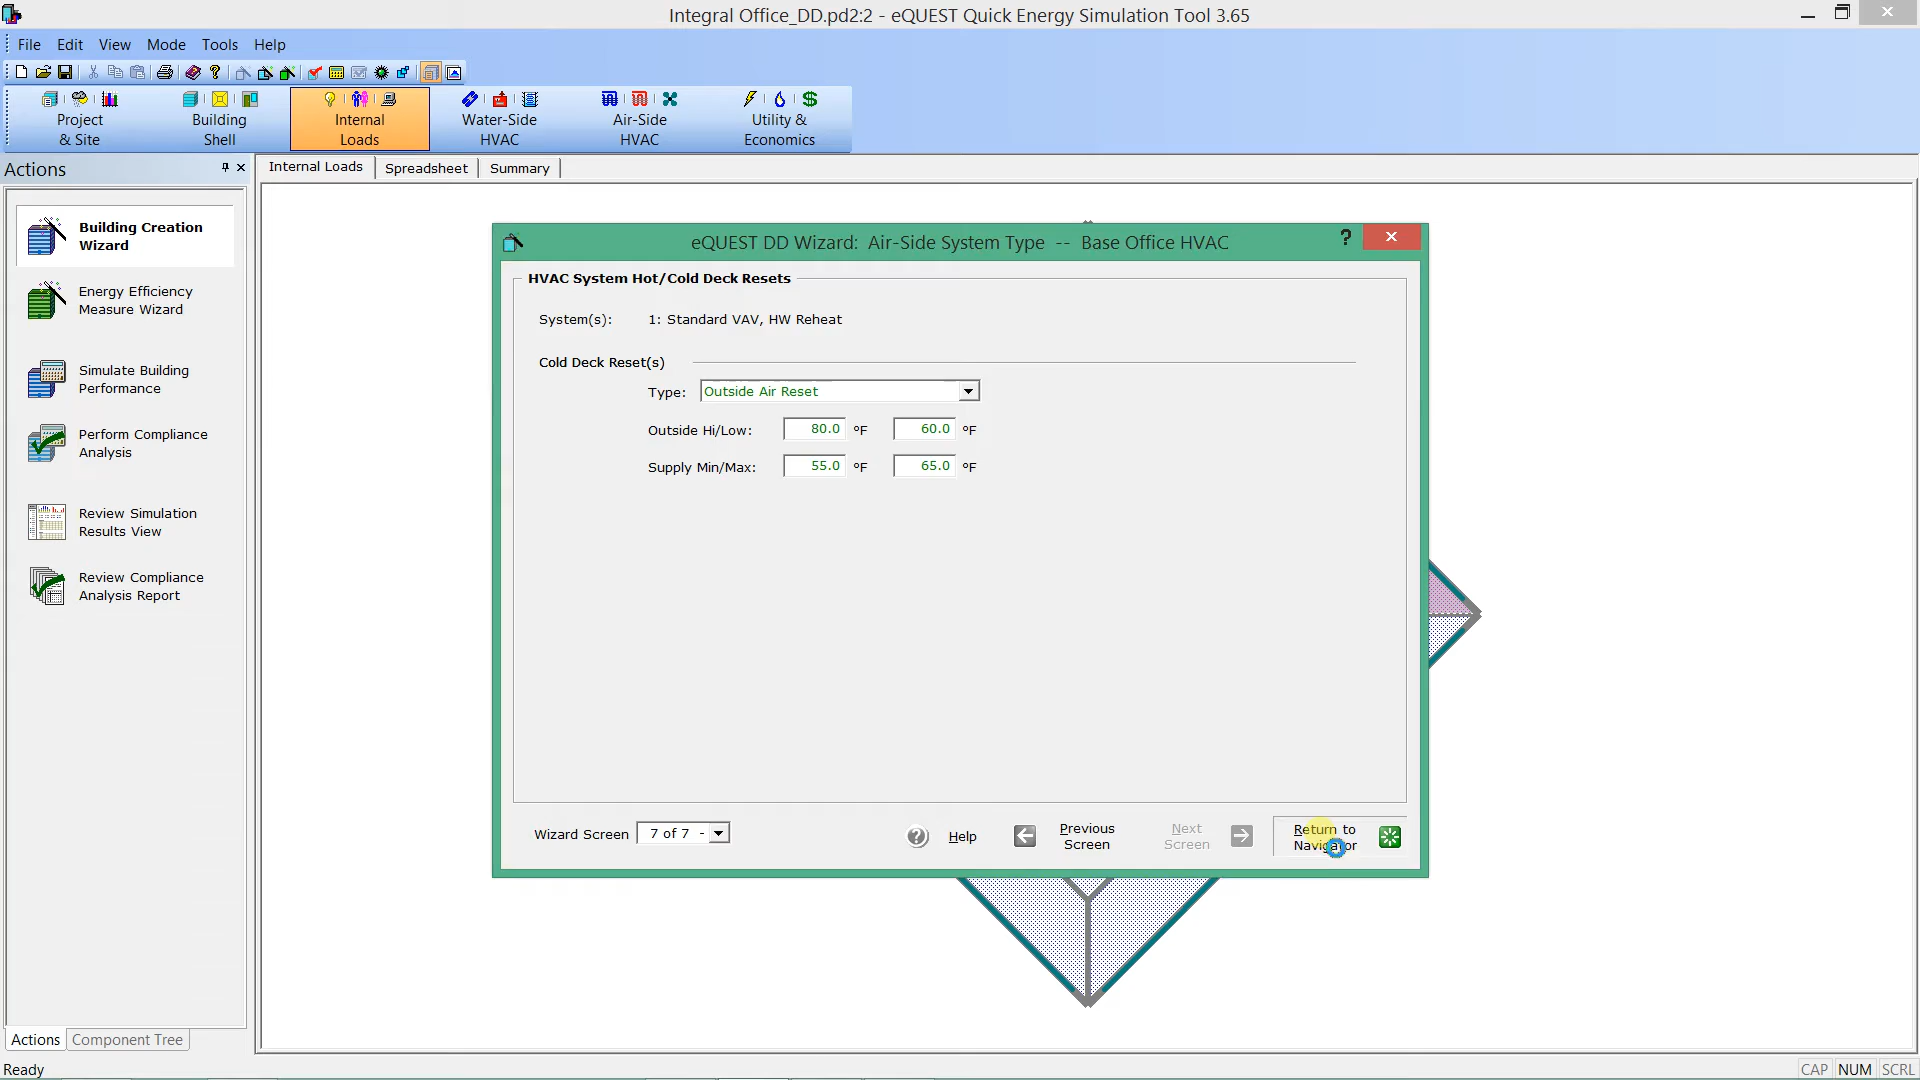 Integral Office_DD.pd2:2 - eQUEST Quick Energy Simulation Tool 3.65
File Edit View Mode Tools Help
Project
& Site
Building
Shell
Internal
Loads
Water-Side
HVAC
Air-Side
HVAC
Utility &
Economics
Actions
Internal Loads Spreadsheet Summary
Building Creation
Wizard
Energy Efficiency
Measure Wizard
Simulate Building
Performance
Perform Compliance
Analysis
Review Simulation
Results View
Review Compliance
Analysis Report
eQUEST DD Wizard: Air-Side System Type -- Base Office HVAC
HVAC System Hot/Cold Deck Resets
System(s): 1: Standard VAV, HW Reheat
Cold Deck Reset(s)
Type: Outside Air Reset
Outside Hi/Low: 80.0 °F 60.0 °F
Supply Min/Max: 55.0 °F 65.0 °F
Wizard Screen 7 of 7 -
Help
Previous
Screen
Next
Screen
Return to
Navigator
Actions Component Tree
Ready
CAP NUM SCRL